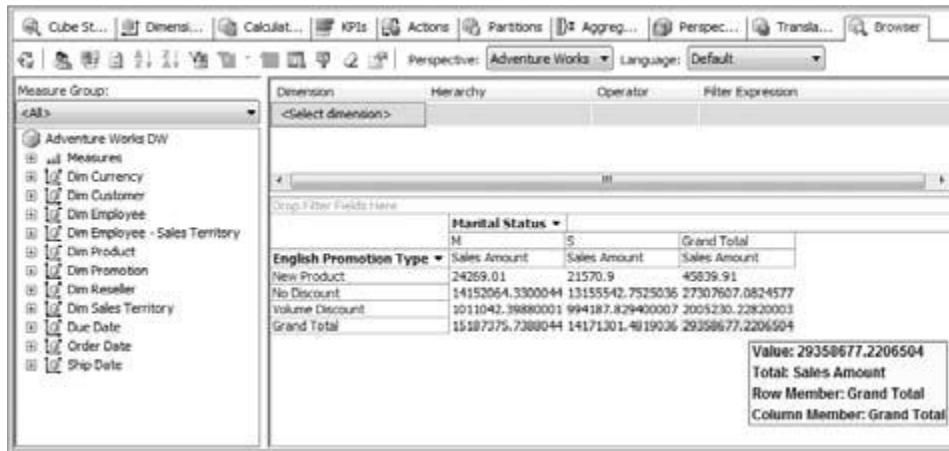 Cube St... Dimensi... Calculat... KPIs Actions Partitions Aggreg... Perspec... Transla... Browser
Perspective: Adventure Works Language: Default
Measure Group:
<All>
Adventure Works DW
Measures
Dim Currency
Dim Customer
Dim Employee
Dim Employee - Sales Territory
Dim Product
Dim Promotion
Dim Reseller
Dim Sales Territory
Due Date
Order Date
Ship Date
Dimension Hierarchy Operator Filter Expression
<Select dimension>
Drop Filter Fields Here
Marital Status
M S Grand Total
English Promotion Type Sales Amount Sales Amount Sales Amount
New Product 24269.01 21570.9 45839.91
No Discount 14152064.3300044 13155542.7525036 27307607.0824577
Volume Discount 1011042.39880001 994187.829400007 2005230.22820003
Grand Total 15187375.7388044 14171301.4819036 29358677.2206504
Value: 29358677.2206504
Total: Sales Amount
Row Member: Grand Total
Column Member: Grand Total